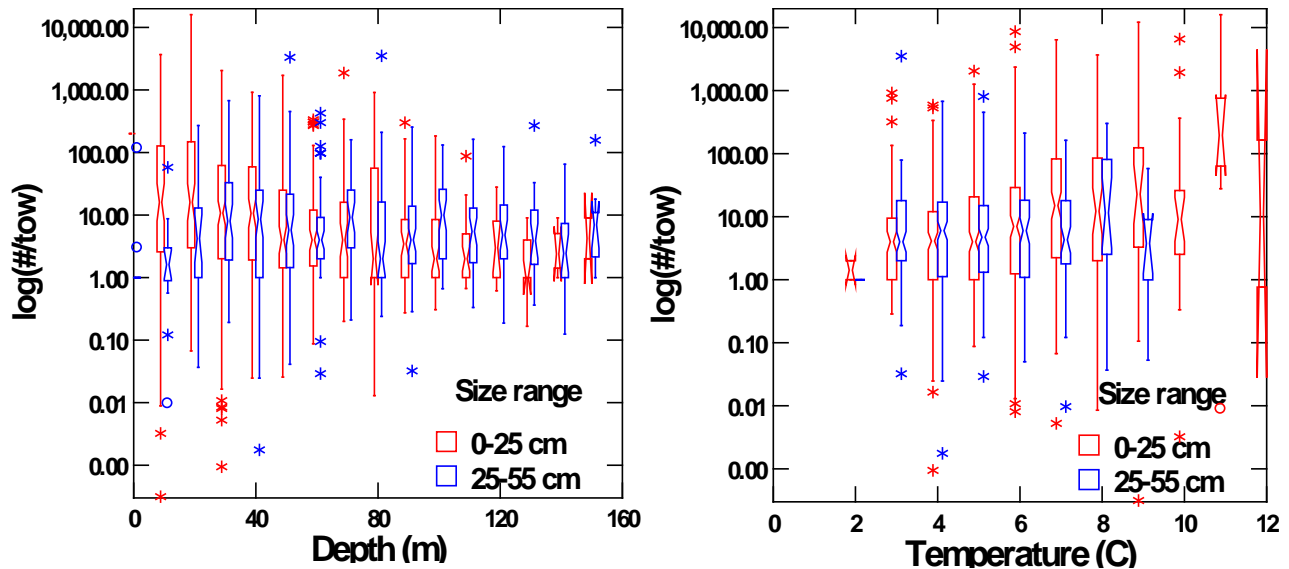 10,000.00
1,000.00
100.00
10.00
1.00
0.10
0.01
0.00
log(#/tow)
0 40 80 120 160
Depth (m)
Size range
0-25 cm
25-55 cm
10,000.00
1,000.00
100.00
10.00
1.00
0.10
0.01
0.00
log(#/tow)
0 2 4 6 8 10 12
Temperature (C)
Size range
0-25 cm
25-55 cm